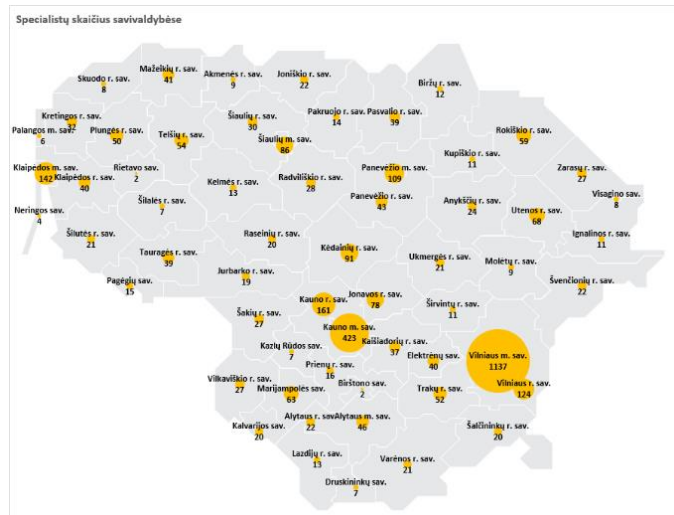 Specialistų skaičius savivaldybėse
Mažeikių r. sav.
41
Akmenės r. sav.
9
Joniškio r. sav.
22
Skuodo r. sav.
8
Biržų r. sav.
12
Kretingos r. sav.
Palangos m. sav.
6
Plungės r. sav.
50
Telšių r. sav.
54
Šiaulių r. sav.
30
Šiaulių m. sav.
86
Pakruojo r. sav.
14
Pasvalio r. sav.
39
Rokiškio r. sav.
59
Klaipėdos m. sav.
142
Klaipėdos r. sav.
40
Rietavo sav.
2
Kelmės r. sav.
13
Radviliškio r. sav.
28
Panevėžio m. sav.
109
Kupiškio r. sav.
11
Zarasų r. sav.
27
Visagino sav.
8
Neringos sav.
4
Šilalės r. sav.
7
Panevėžio r. sav.
43
Anykščių r. sav.
24
Utenos r. sav.
68
Ignalinos r. sav.
11
Šilutės r. sav.
21
Tauragės r. sav.
39
Raseinių r. sav.
20
Kėdainių r. sav.
91
Ukmergės r. sav.
21
Molėtų r. sav.
9
Švenčionių r. sav.
22
Pagėgių sav.
15
Jurbarko r. sav.
19
Kauno r. sav.
161
Jonavos r. sav.
78
Širvintų r. sav.
11
Šakių r. sav.
27
Kauno m. sav.
423
Kaišiadorių r. sav.
37
Kazlų Rūdos sav.
7
Prienų r. sav.
16
Elektrėnų sav.
40
Vilniaus m. sav.
1137
Vilniaus r. sav.
124
Vilkaviškio r. sav.
27
Marijampolės sav.
63
Birštono sav.
2
Trakų r. sav.
52
Kalvarijos sav.
20
Alytaus r. sav.
22
Alytaus m. sav.
46
Šalčininkų r. sav.
20
Lazdijų r. sav.
13
Varėnos r. sav.
21
Druskininkų sav.
7